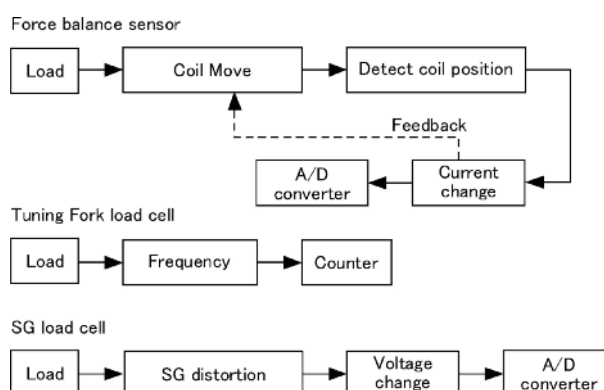 Force balance sensor
Load
Coil Move
Detect coil position
Feedback
A/D
converter
Current
change
Tuning Fork load cell
Load
Frequency
Counter
SG load cell
Load
SG distortion
Voltage
change
A/D
converter